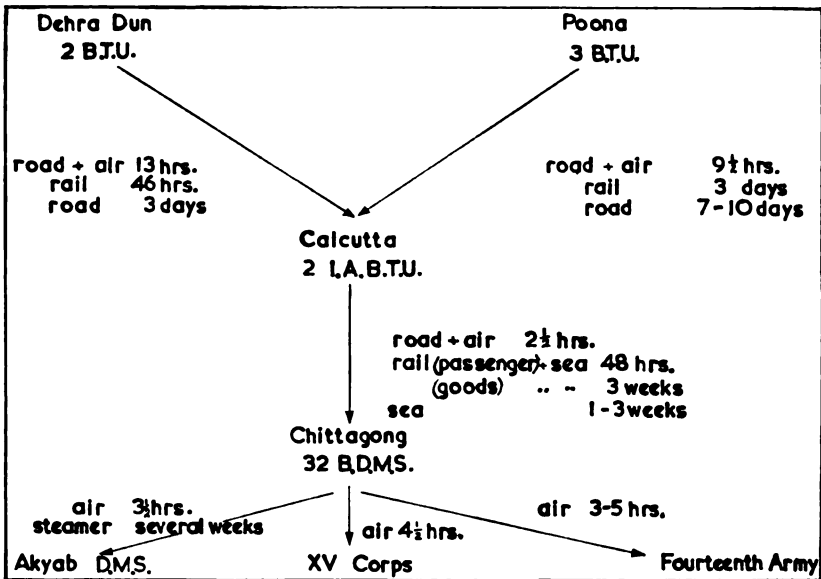 Dehra Dun
2 B.T.U.
Poona
3 B.T.U.
road + air 13 hrs.
rail 46 hrs.
road 3 days
road + air 9½ hrs.
rail 3 days
road 7-10 days
Calcutta
2 I.A.B.T.U.
road + air 2½ hrs.
rail (passenger) + sea 48 hrs.
(goods) .. .. 3 weeks
sea 1-3 weeks
Chittagong
32 B.D.M.S.
air 3½ hrs.
steamer several weeks
air 4½ hrs.
air 3-5 hrs.
Akyab D.M.S.
XV Corps
Fourteenth Army